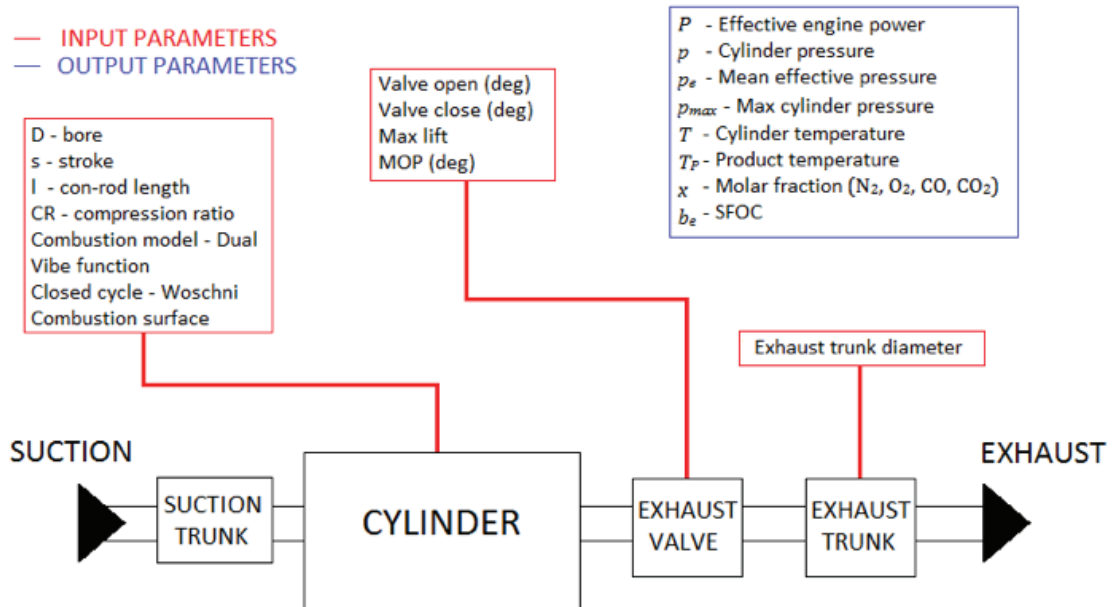 INPUT PARAMETERS
OUTPUT PARAMETERS
D - bore
s - stroke
l - con-rod length
CR - compression ratio
Combustion model - Dual
Vibe function
Closed cycle - Woschni
Combustion surface
Valve open (deg)
Valve close (deg)
Max lift
MOP (deg)
P - Effective engine power
p - Cylinder pressure
pₑ - Mean effective pressure
pₘₐₓ - Max cylinder pressure
T - Cylinder temperature
T_P - Product temperature
x - Molar fraction (N₂, O₂, CO, CO₂)
bₑ - SFOC
Exhaust trunk diameter
SUCTION
EXHAUST
SUCTION
TRUNK
CYLINDER
EXHAUST
VALVE
EXHAUST
TRUNK